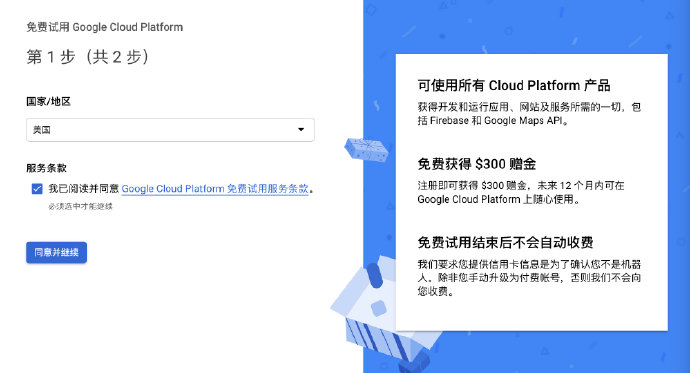 免费试用 Google Cloud Platform
第 1 步（共 2 步）
国家/地区
美国
服务条款
我已阅读并同意 Google Cloud Platform 免费试用服务条款。
必须选中才能继续
同意并继续
可使用所有 Cloud Platform 产品
获得开发和运行应用、网站及服务所需的一切，包
括 Firebase 和 Google Maps API。
免费获得 $300 赠金
注册即可获得 $300 赠金，未来 12 个月内可在
Google Cloud Platform 上随心使用。
免费试用结束后不会自动收费
我们要求您提供信用卡信息是为了确认您不是机器
人。除非您手动升级为付费帐号，否则我们不会向
您收费。